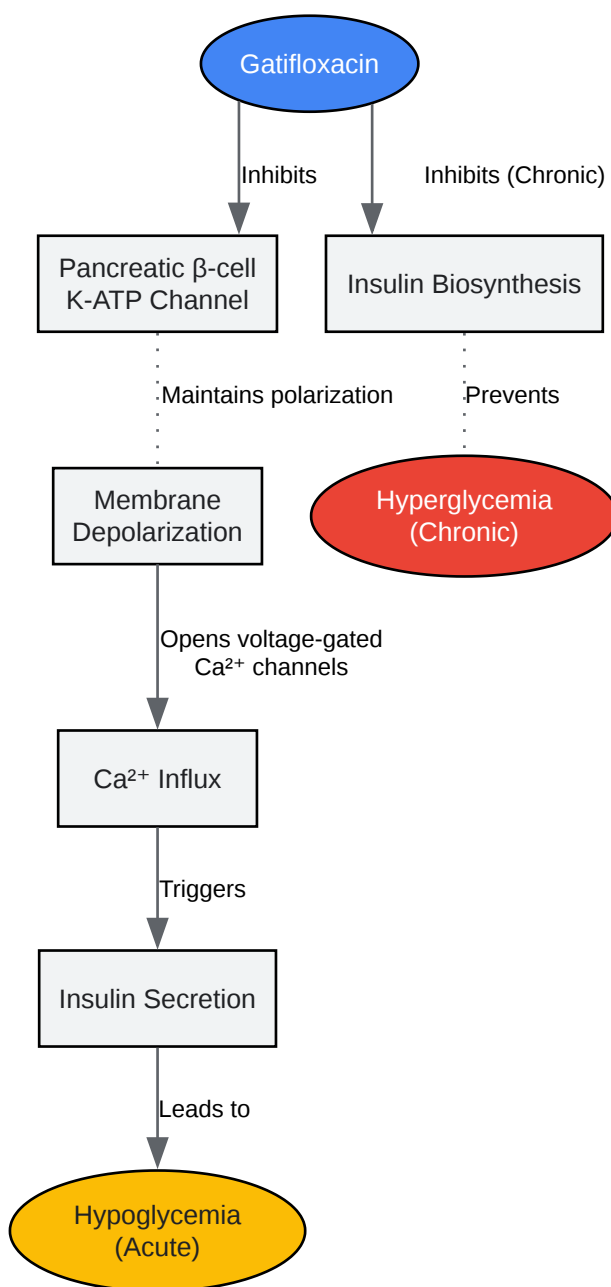 Gatifloxacin
Inhibits
Inhibits (Chronic)
Pancreatic β-cell
K-ATP Channel
Insulin Biosynthesis
Maintains polarization
Prevents
Membrane
Depolarization
Hyperglycemia
(Chronic)
Opens voltage-gated
Ca²⁺ channels
Ca²⁺ Influx
Triggers
Insulin Secretion
Leads to
Hypoglycemia
(Acute)